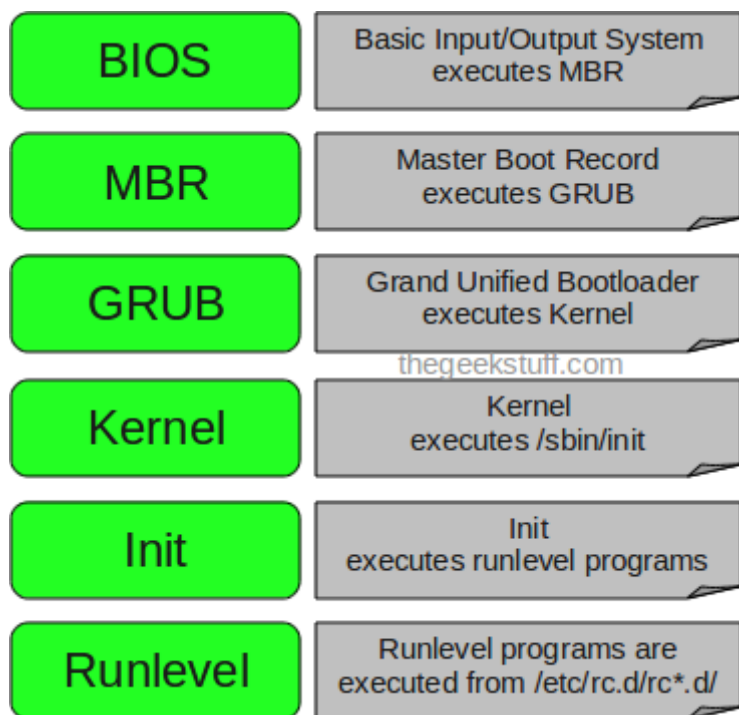 BIOS
Basic Input/Output System
executes MBR
MBR
Master Boot Record
executes GRUB
GRUB
Grand Unified Bootloader
executes Kernel
thegeekstuff.com
Kernel
Kernel
executes /sbin/init
Init
Init
executes runlevel programs
Runlevel
Runlevel programs are
executed from /etc/rc.d/rc*.d/